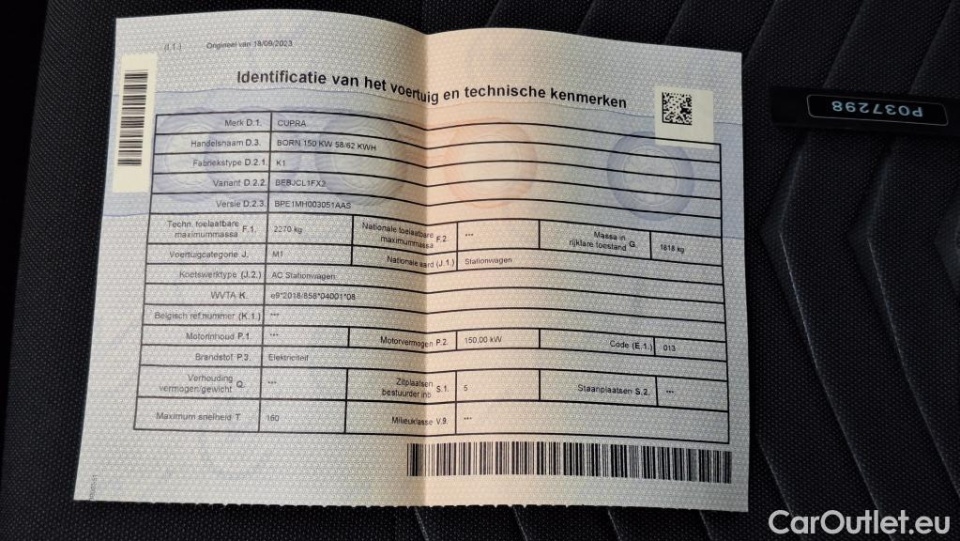 (I.1.) Origineel van 18/09/2023
Identificatie van het voertuig en technische kenmerken
Merk D.1. CUPRA
Handelsnaam D.3. BORN 150 KW 58/62 KWH
Fabriekstype D.2.1. K1
Variant D.2.2. BEBJCL1FX2
Versie D.2.3. BPE1MH003051AAS
Techn. toelaatbare maximummassa F.1. 2270 kg Nationale toelaatbare maximummassa F.2. *** Massa in rijklare toestand G. 1818 kg
Voertuigcategorie J. M1 Nationale aard (J.1.) Stationwagen
Koetswerktype (J.2.) AC Stationwagen
WVTA K. e9*2018/858*04001*08
Belgisch ref.nummer (K.1.) ***
Motorinhoud P.1. *** Motorvermogen P.2. 150,00 kW Code (E.1.) 013
Brandstof P.3. Elektriciteit
Verhouding vermogen/gewicht Q. *** Zitplaatsen bestuurder inb. S.1. 5 Staanplaatsen S.2. ***
Maximum snelheid T. 160 Milieuklasse V.9. ***
P037298
CarOutlet.eu